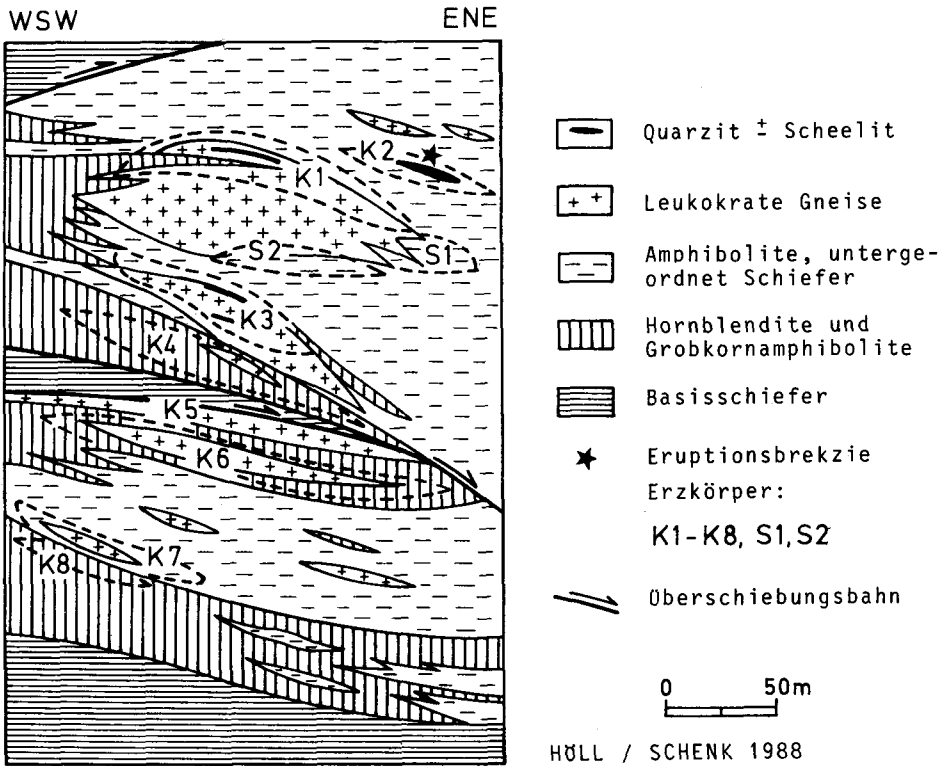 WSW
ENE
K1
K2
S2
S1
K3
K4
K5
K6
K7
K8
Quarzit ± Scheelit
Leukokrate Gneise
Amphibolite, unterge-
ordnet Schiefer
Hornblendite und
Grobkornamphibolite
Basisschiefer
Eruptionsbrekzie
Erzkörper:
K1-K8, S1, S2
Überschiebungsbahn
0 50m
HÖLL / SCHENK 1988